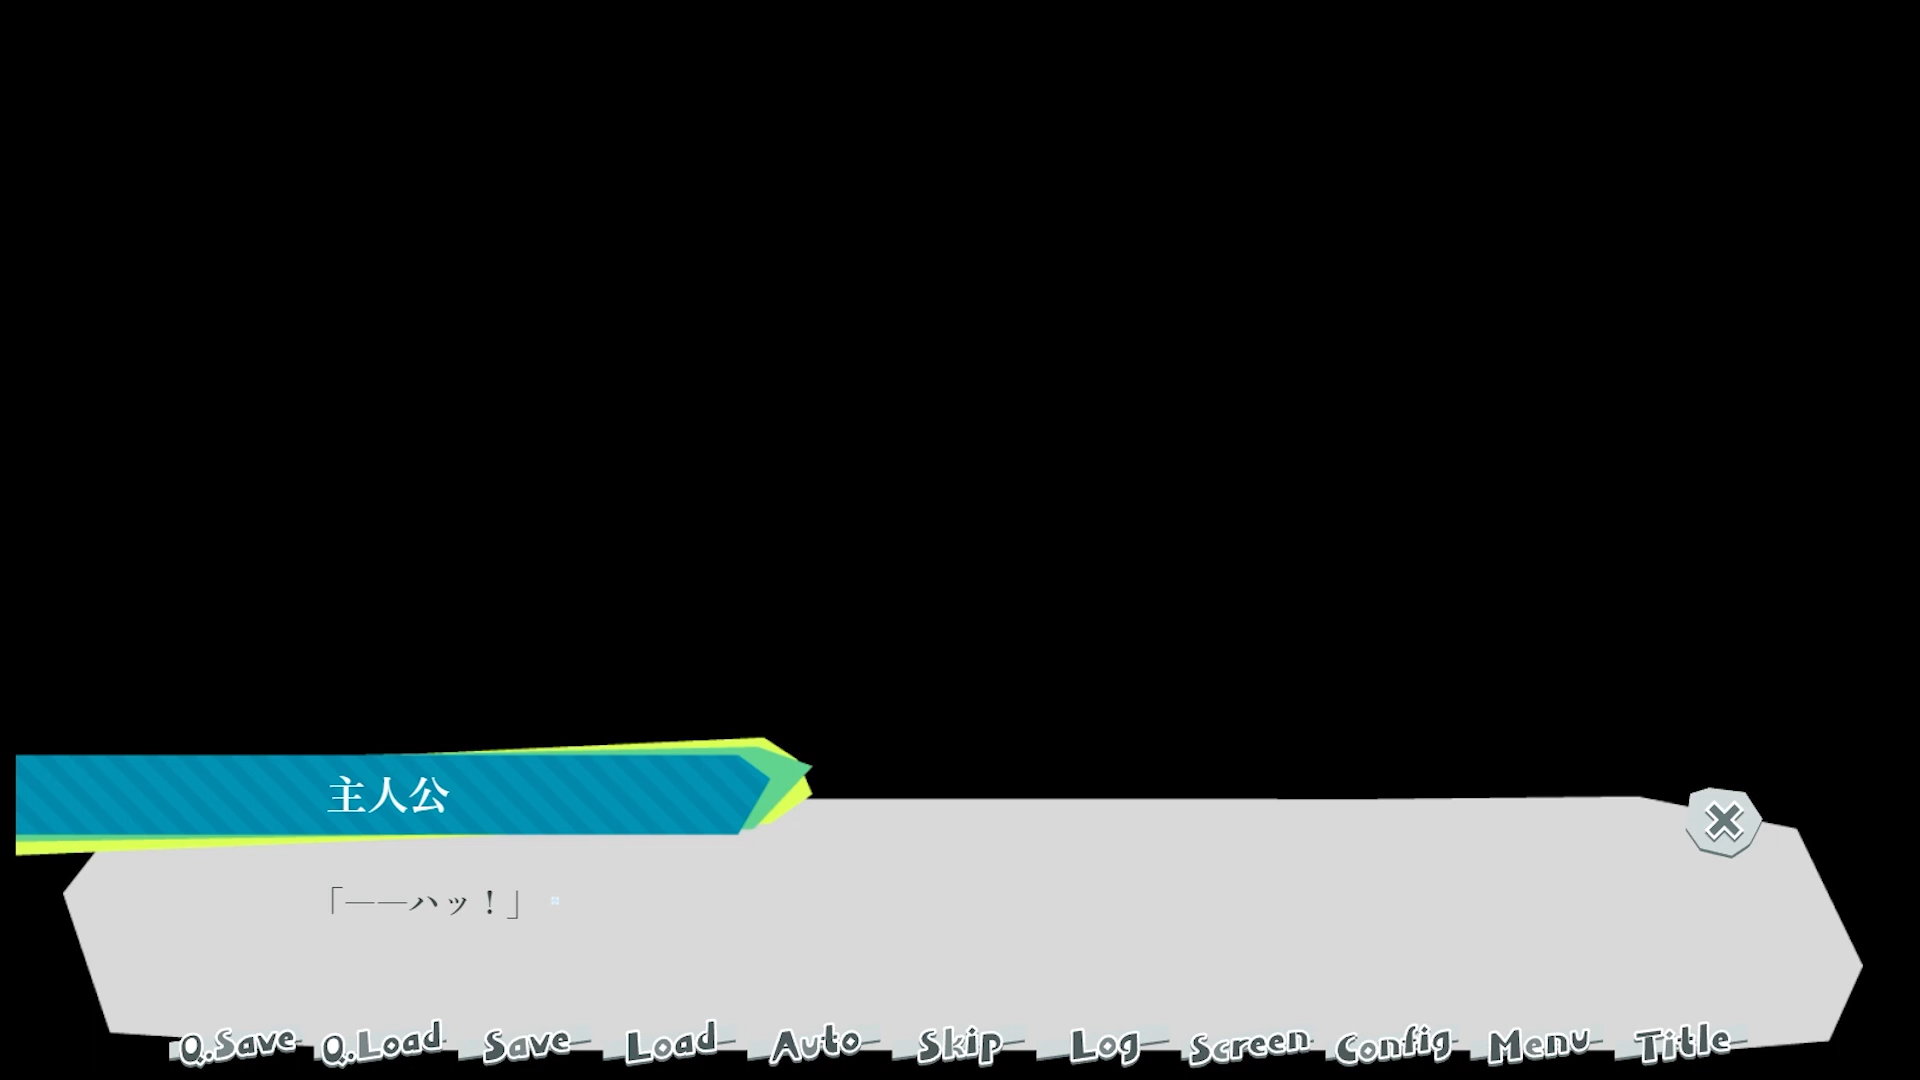 主人公
「――ハッ！」
Q.Save Q.Load Save Load Auto Skip Log Screen Config Menu Title